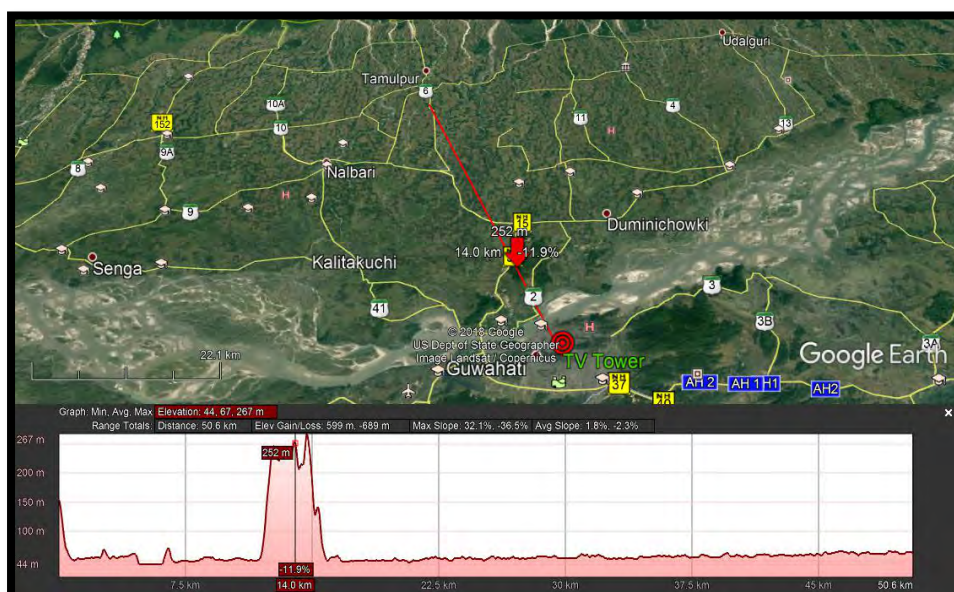 Udalguri
Tamulpur
6
10A
4
11
N.H
152
10
H
13
9A
8
Nalbari
H
9
N.H
15
Duminichowki
252 m
14.0 km
-11.9%
Senga
Kalitakuchi
2
3
41
3B
H
© 2018 Google
US Dept of State Geographer
Image Landsat / Copernicus
22.1 km
TV Tower
Guwahati
3A
Google Earth
N.H
37
AH 2
AH 1
H1
AH2
Graph: Min, Avg, Max Elevation: 44, 67, 267 m
Range Totals: Distance: 50.6 km Elev Gain/Loss: 599 m, -689 m Max Slope: 32.1%, -36.5% Avg Slope: 1.8%, -2.3%
267 m
252 m
200 m
150 m
100 m
44 m
-11.9%
7.5 km 14.0 km 22.5 km 30 km 37.5 km 45 km 50.6 km